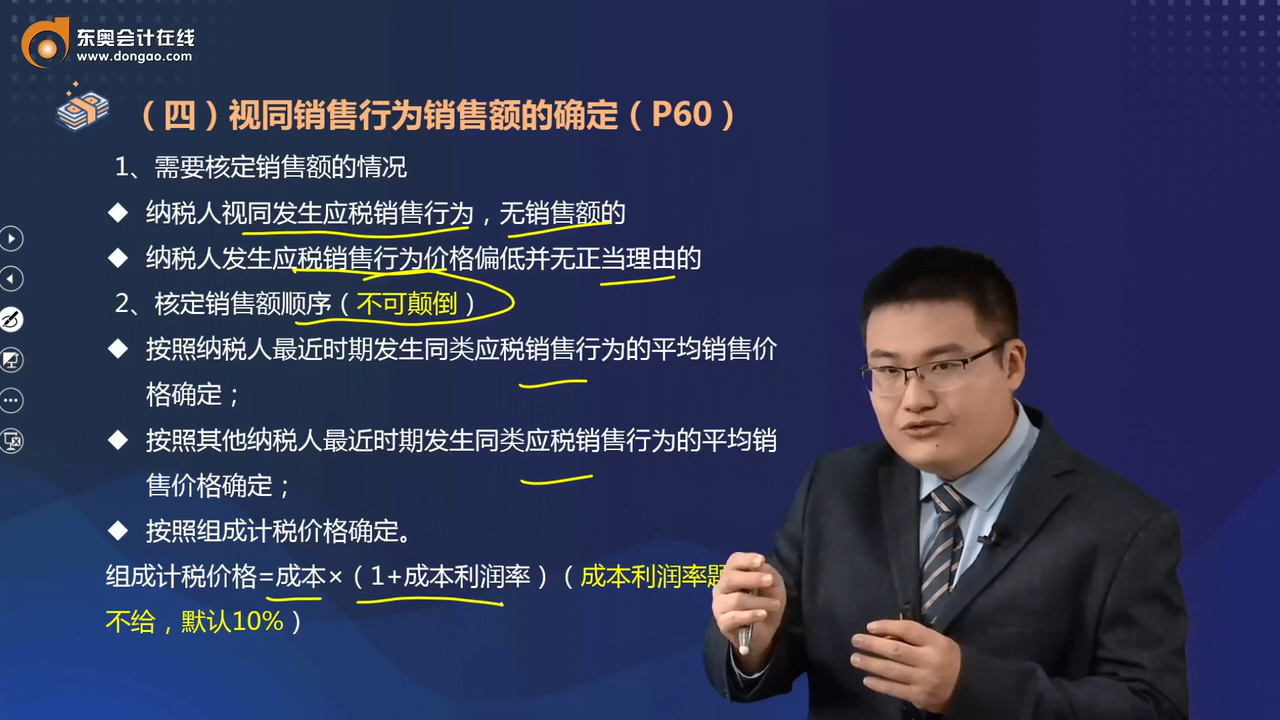 东奥会计在线
www.dongao.com
（四）视同销售行为销售额的确定（P60）
1、需要核定销售额的情况
◆ 纳税人视同发生应税销售行为，无销售额的
◆ 纳税人发生应税销售行为价格偏低并无正当理由的
2、核定销售额顺序（不可颠倒）
◆ 按照纳税人最近时期发生同类应税销售行为的平均销售价
格确定；
◆ 按照其他纳税人最近时期发生同类应税销售行为的平均销
售价格确定；
◆ 按照组成计税价格确定。
组成计税价格=成本×（1+成本利润率）（成本利润率题
不给，默认10%）